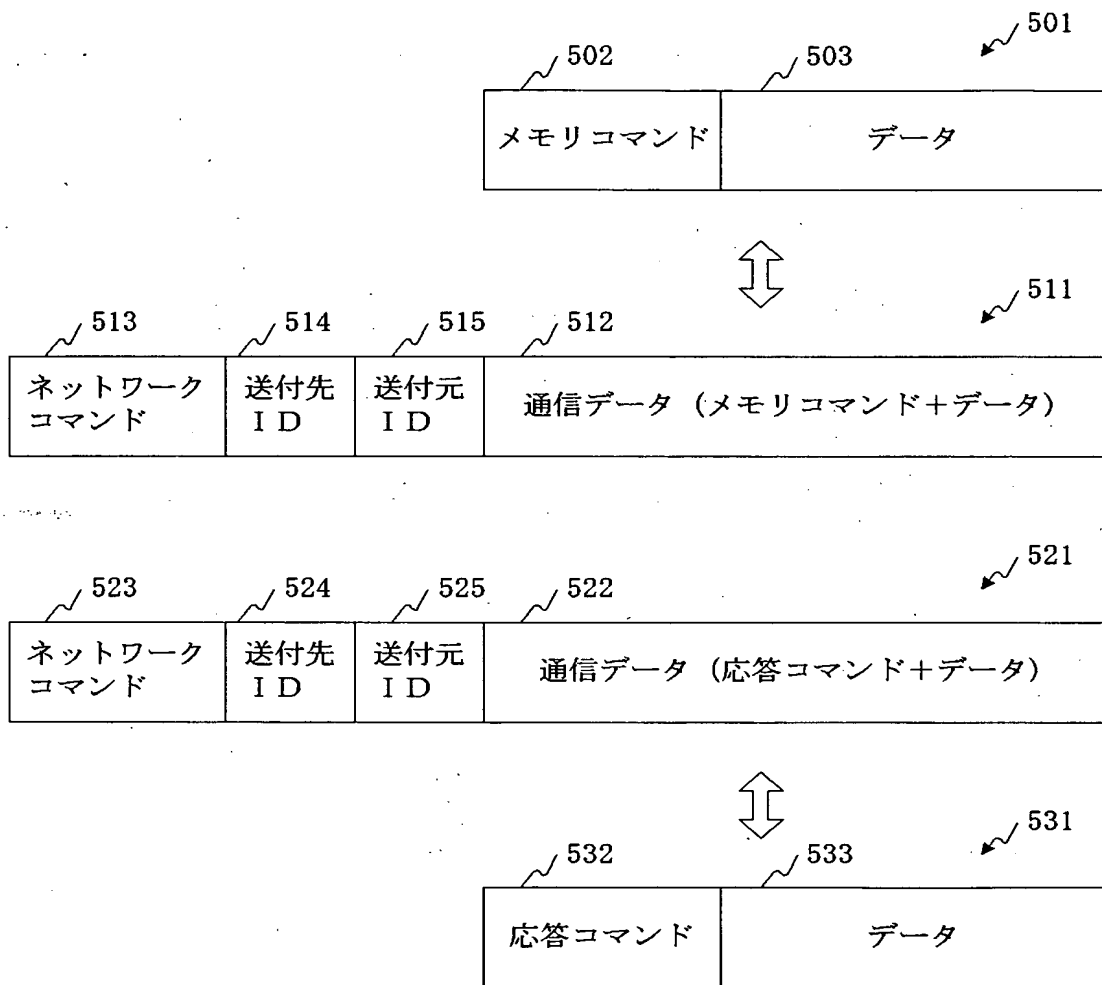 501
502 503
メモリコマンド データ
511
513 514 515 512
ネットワーク
コマンド
送付先
ＩＤ
送付元
ＩＤ
通信データ（メモリコマンド＋データ）
521
523 524 525 522
ネットワーク
コマンド
送付先
ＩＤ
送付元
ＩＤ
通信データ（応答コマンド＋データ）
531
532 533
応答コマンド データ